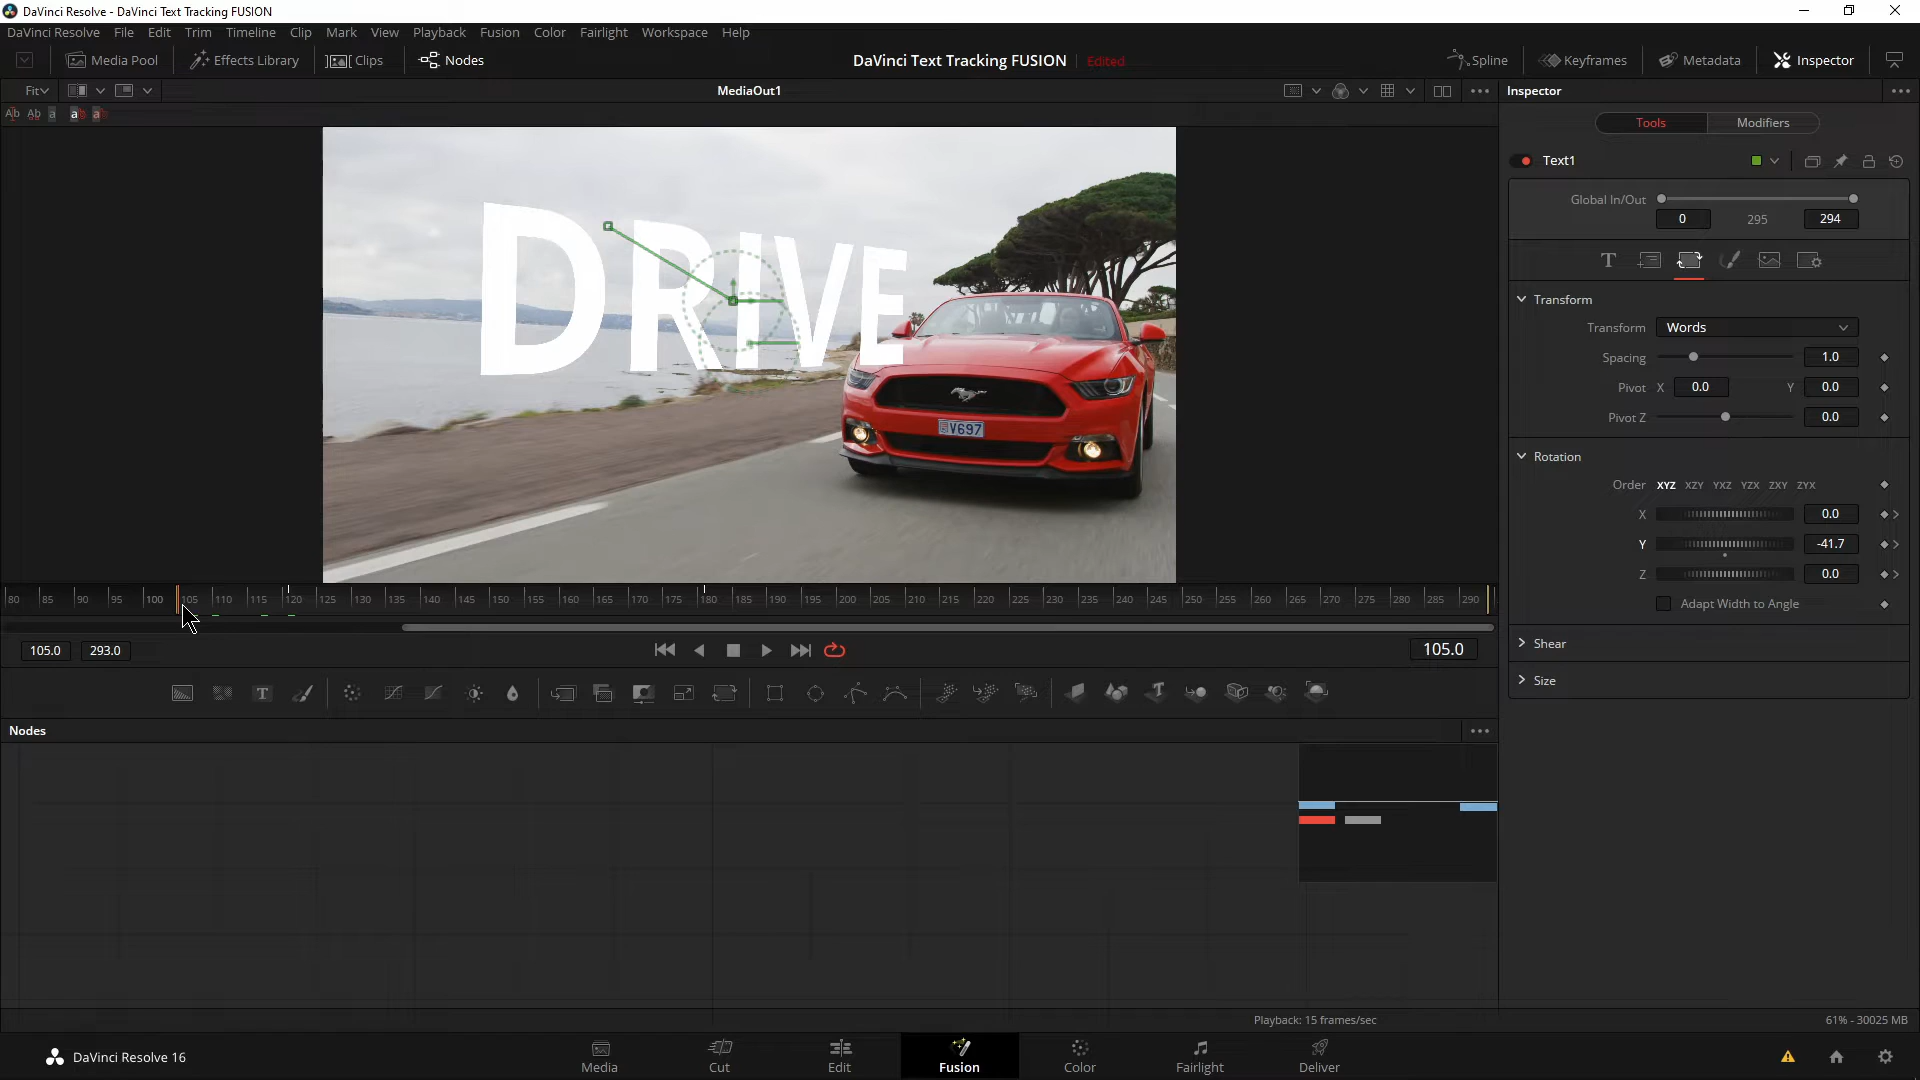 DaVinci Resolve - DaVinci Text Tracking FUSION
DaVinci Resolve File Edit Trim Timeline Clip Mark View Playback Fusion Color Fairlight Workspace Help
Media Pool Effects Library Clips Nodes DaVinci Text Tracking FUSION Edited Spline Keyframes Metadata Inspector
Fit MediaOut1 Inspector
Tools Modifiers
Text1
Global In/Out
0 295 294
Transform
Transform Words
Spacing 1.0
Pivot X 0.0 Y 0.0
Pivot Z 0.0
Rotation
Order XYZ XZY YXZ YZX ZXY ZYX
X 0.0
Y -41.7
Z 0.0
Adapt Width to Angle
Shear
Size
DRIVE
V697
80 85 90 95 100 105 110 115 120 125 130 135 140 145 150 155 160 165 170 175 180 185 190 195 200 205 210 215 220 225 230 235 240 245 250 255 260 265 270 275 280 285 290
105.0 293.0 105.0
Nodes
Playback: 15 frames/sec 61% - 30025 MB
DaVinci Resolve 16 Media Cut Edit Fusion Color Fairlight Deliver